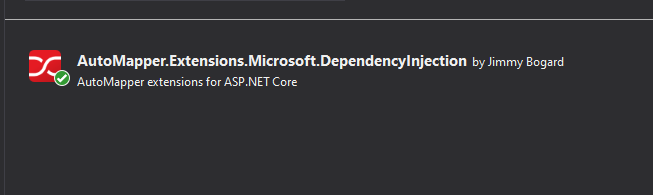 AutoMapper.Extensions.Microsoft.DependencyInjection by Jimmy Bogard
AutoMapper extensions for ASP.NET Core